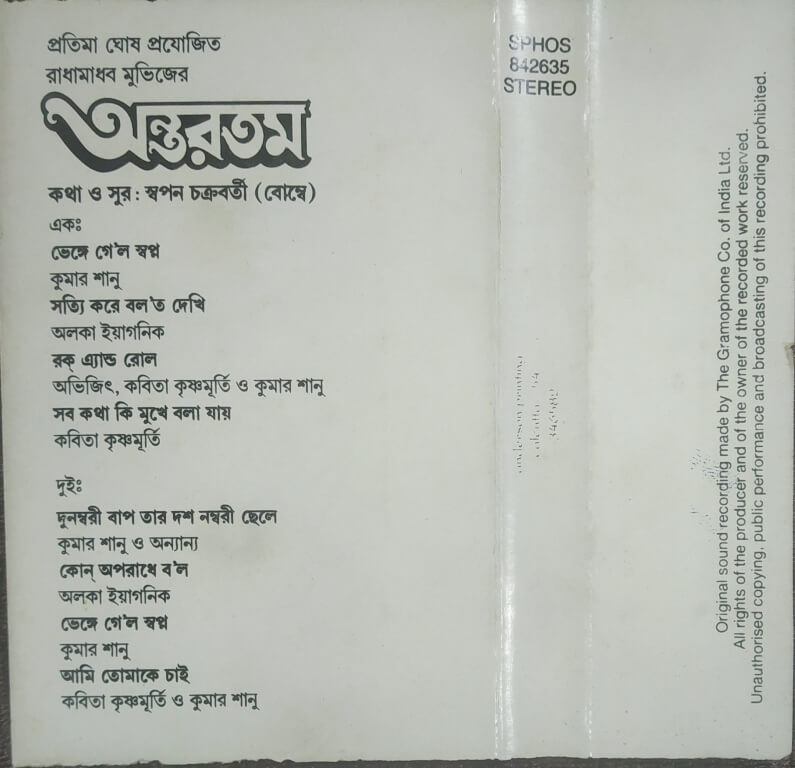 প্রতিমা ঘোষ প্রযোজিত
রাধামাধব মুভিজের
অন্তরতম
কথা ও সুর : স্বপন চক্রবর্তী (বোম্বে)
একঃ
ভেঙ্গে গে'ল স্বপ্ন
কুমার শানু
সত্যি করে বল'ত দেখি
অলকা ইয়াগনিক
রক্ এ্যান্ড রোল
অভিজিৎ, কবিতা কৃষ্ণমূর্তি ও কুমার শানু
সব কথা কি মুখে বলা যায়
কবিতা কৃষ্ণমূর্তি
দুইঃ
দুনম্বরী বাপ তার দশ নম্বরী ছেলে
কুমার শানু ও অন্যান্য
কোন্ অপরাধে ব'ল
অলকা ইয়াগনিক
ভেঙ্গে গে'ল স্বপ্ন
কুমার শানু
আমি তোমাকে চাই
কবিতা কৃষ্ণমূর্তি ও কুমার শানু
SPHOS
842635
STEREO
anderson printing
calcutta
Original sound recording made by The Gramophone Co. of India Ltd.
All rights of the producer and of the owner of the recorded work reserved.
Unauthorised copying, public performance and broadcasting of this recording prohibited.